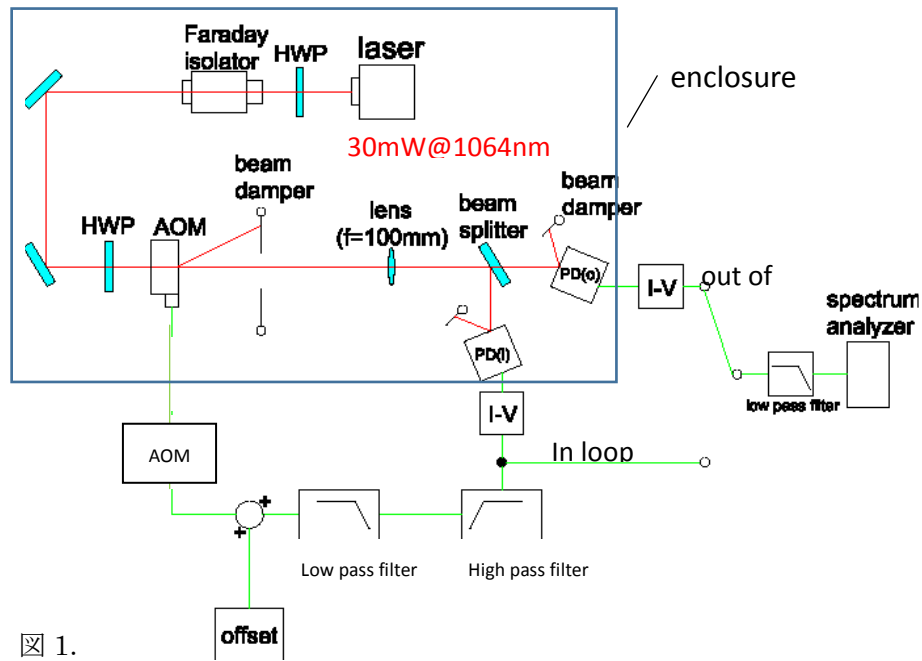 Faraday
isolator
HWP
laser
enclosure
30mW@1064nm
beam
damper
beam
damper
HWP
AOM
lens
(f=100mm)
beam
splitter
PD(o)
I-V
out of
spectrum
analyzer
PD(i)
low pass filter
I-V
In loop
AOM
+
+
Low pass filter
High pass filter
offset
図 1.